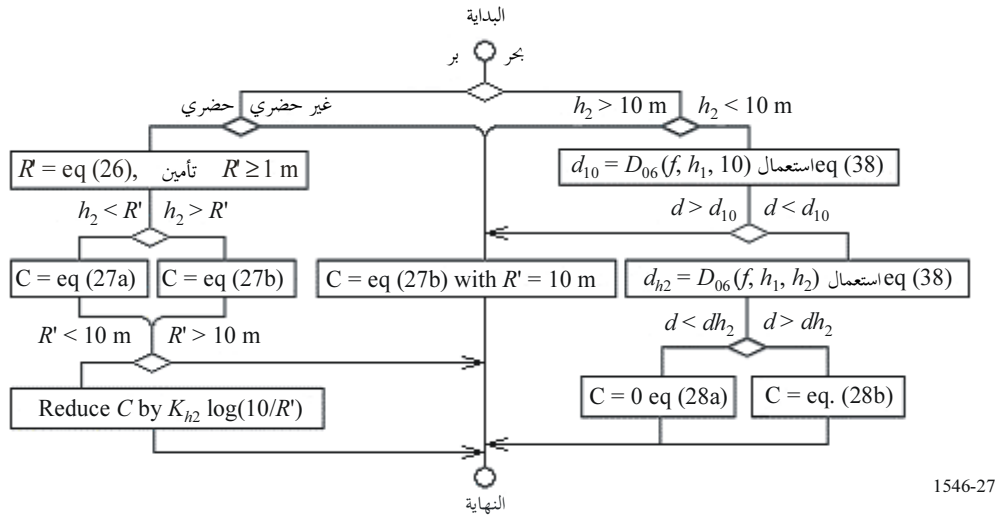 البداية
بر
بحر
حضري
غير حضري
h2 > 10 m
h2 < 10 m
R' = eq (26), تأمين R' ≥ 1 m
d10 = D06 (f, h1, 10) استعمال eq (38)
h2 < R'
h2 > R'
d > d10
d < d10
C = eq (27a)
C = eq (27b)
C = eq (27b) with R' = 10 m
dh2 = D06 (f, h1, h2) استعمال eq (38)
R' < 10 m
R' > 10 m
d < dh2
d > dh2
Reduce C by Kh2 log(10/R')
C = 0 eq (28a)
C = eq. (28b)
النهاية
1546-27